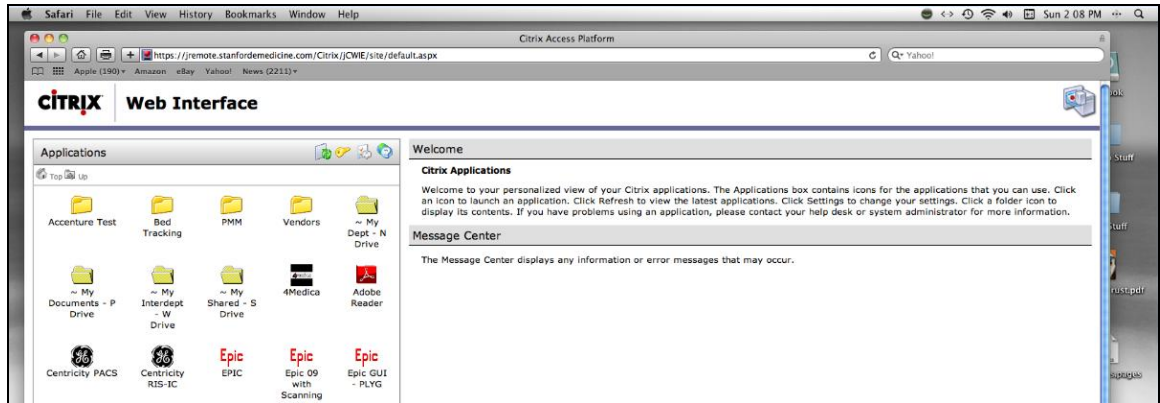 Safari File Edit View History Bookmarks Window Help Sun 2 08 PM
Citrix Access Platform
https://jremote.stanfordemedicine.com/Citrix/jCWIE/site/default.aspx
Q- Yahoo!
Apple (190) Amazon eBay Yahoo! News (2211)
CITRIX Web Interface
Applications
Top Up
Accenture Test
Bed
Tracking
PMM
Vendors
~ My
Dept - N
Drive
~ My
Documents - P
Drive
~ My
Interdept
- W
Drive
~ My
Shared - S
Drive
4Medica
Adobe
Reader
Centricity PACS
Centricity
RIS-IC
Epic
EPIC
Epic
Epic 09
with
Scanning
Epic
Epic GUI
- PLYG
Welcome
Citrix Applications
Welcome to your personalized view of your Citrix applications. The Applications box contains icons for the applications that you can use. Click
an icon to launch an application. Click Refresh to view the latest applications. Click Settings to change your settings. Click a folder icon to
display its contents. If you have problems using an application, please contact your help desk or system administrator for more information.
Message Center
The Message Center displays any information or error messages that may occur.
Stuff
rust.pdf